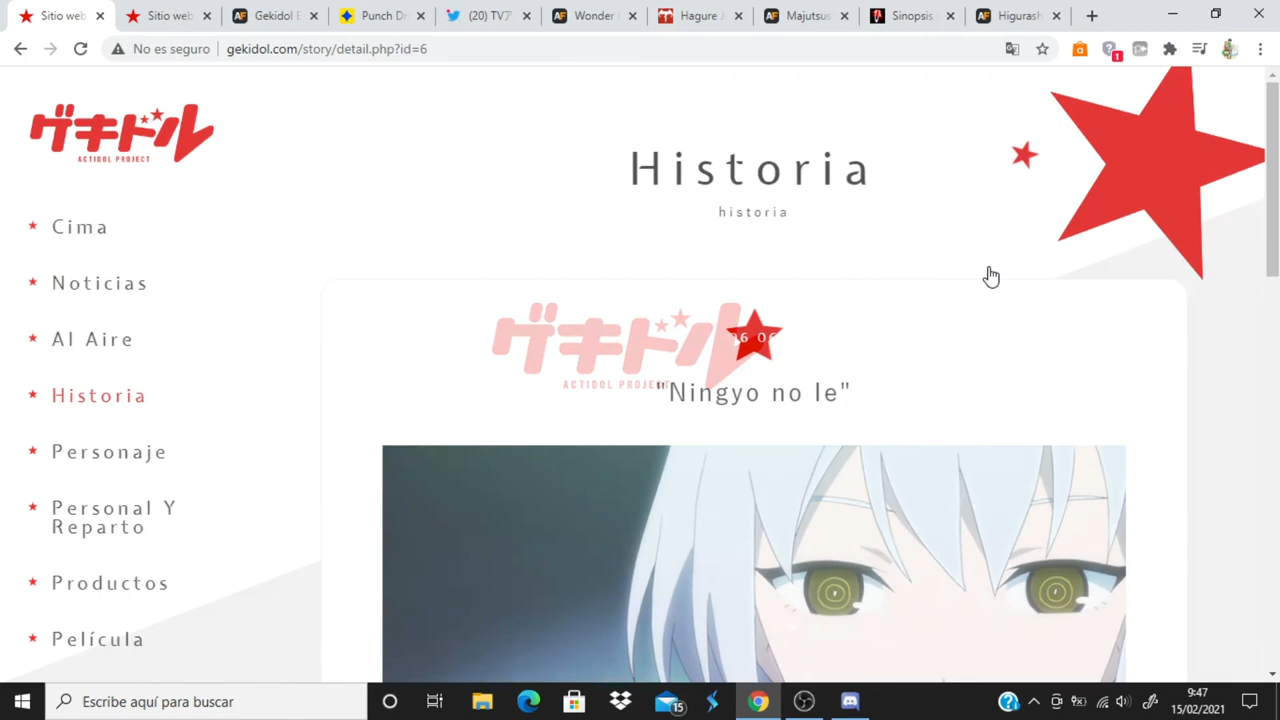 Sitio web
Sitio web
Gekidol E
Punch
(20) TV
Wonder
Hagure
Majutsus
Sinopsis
Higurash
No es seguro
gekidol.com/story/detail.php?id=6
1
ゲキドル
ACTIDOL PROJECT
Historia
historia
Cima
Noticias
Al Aire
Historia
Personaje
Personal Y
Reparto
Productos
Película
ゲキドル
ACTIDOL PROJECT
"Ningyo no Ie"
Escribe aquí para buscar
15
9:47
15/02/2021